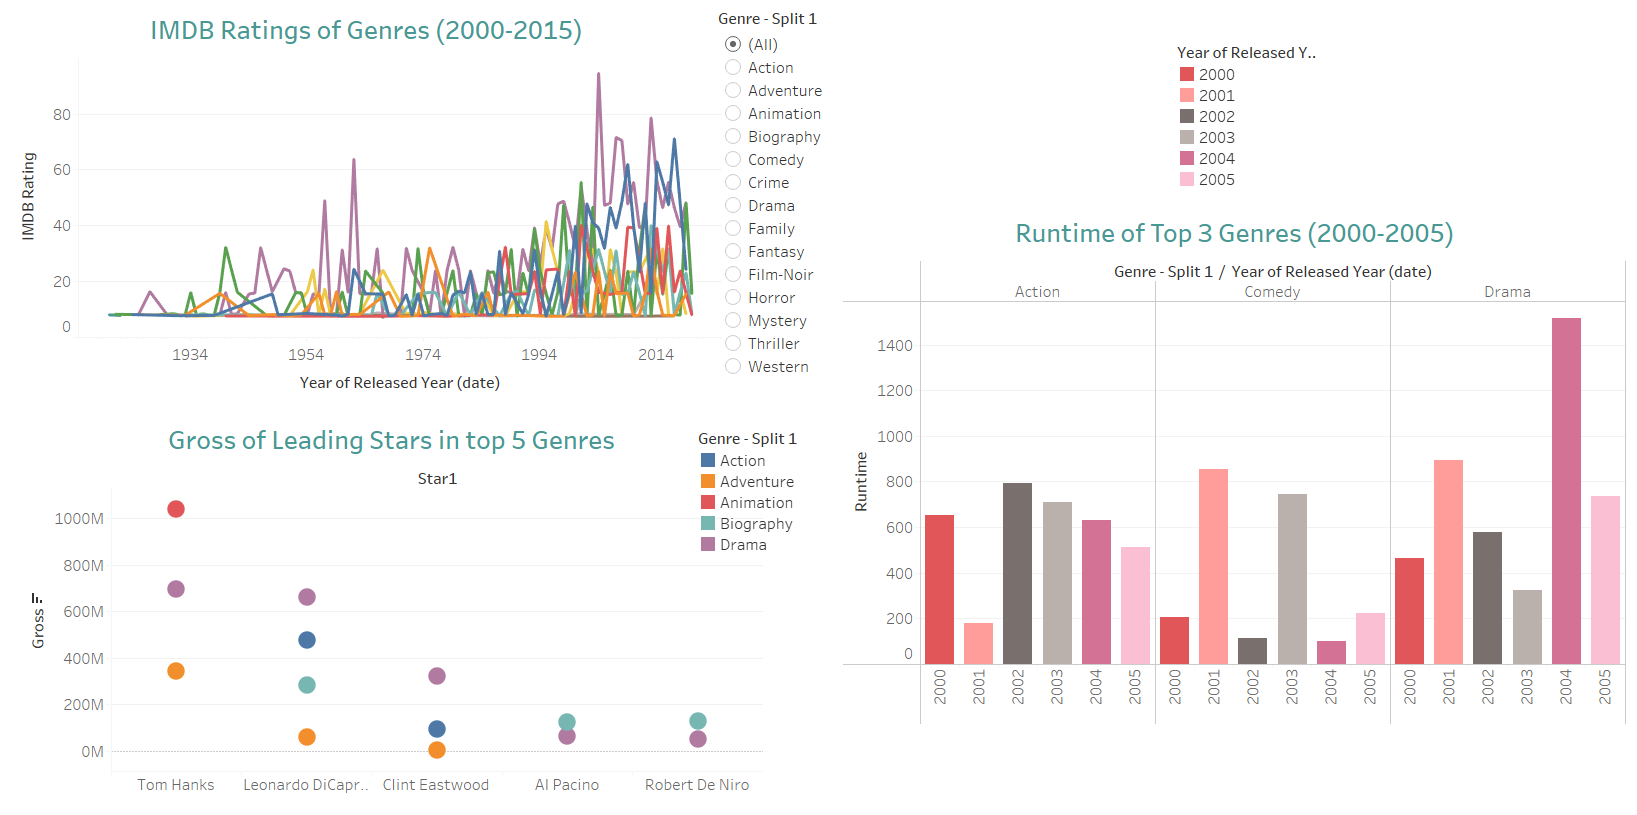 IMDB Ratings of Genres (2000-2015)
IMDB Rating
80
60
40
20
0
1934 1954 1974 1994 2014
Year of Released Year (date)
Genre - Split 1
(All)
Action
Adventure
Animation
Biography
Comedy
Crime
Drama
Family
Fantasy
Film-Noir
Horror
Mystery
Thriller
Western
Gross of Leading Stars in top 5 Genres
Star1
Gross
1000M
800M
600M
400M
200M
0M
Tom Hanks Leonardo DiCapr.. Clint Eastwood Al Pacino Robert De Niro
Genre - Split 1
Action
Adventure
Animation
Biography
Drama
Year of Released Y..
2000
2001
2002
2003
2004
2005
Runtime of Top 3 Genres (2000-2005)
Genre - Split 1 / Year of Released Year (date)
Action Comedy Drama
Runtime
1400
1200
1000
800
600
400
200
0
2000 2001 2002 2003 2004 2005 2000 2001 2002 2003 2004 2005 2000 2001 2002 2003 2004 2005